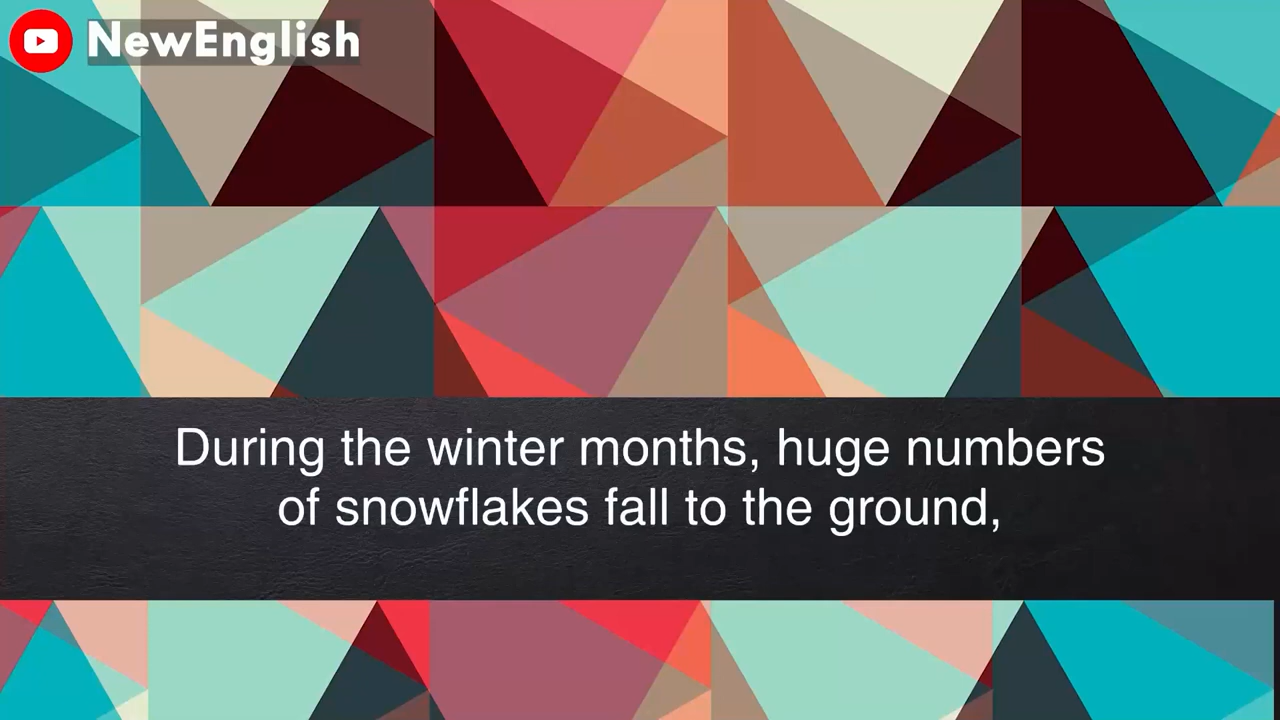 NewEnglish
During the winter months, huge numbers
of snowflakes fall to the ground,